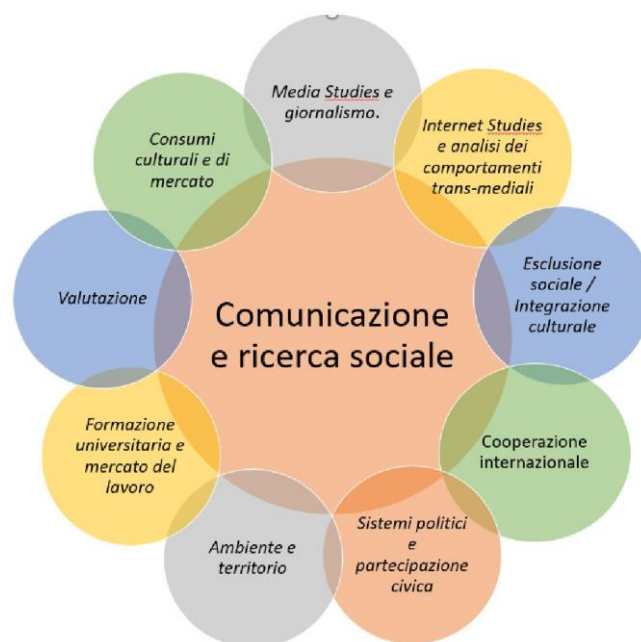 Media Studies e
giornalismo.
Internet Studies
e analisi dei
comportamenti
trans-mediali
Esclusione
sociale /
Integrazione
culturale
Cooperazione
internazionale
Sistemi politici
e
partecipazione
civica
Ambiente e
territorio
Formazione
universitaria e
mercato del
lavoro
Valutazione
Consumi
culturali e di
mercato
Comunicazione
e ricerca sociale